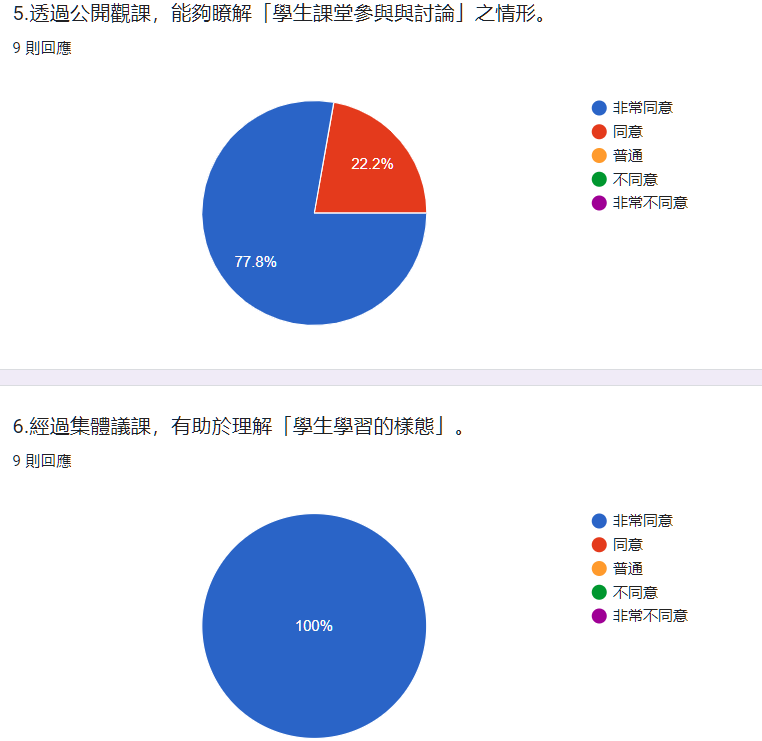 5.透過公開觀課，能夠瞭解「學生課堂參與與討論」之情形。
9 則回應
非常同意
同意
普通
不同意
非常不同意
22.2%
77.8%
6.經過集體議課，有助於理解「學生學習的樣態」。
9 則回應
非常同意
同意
普通
不同意
非常不同意
100%